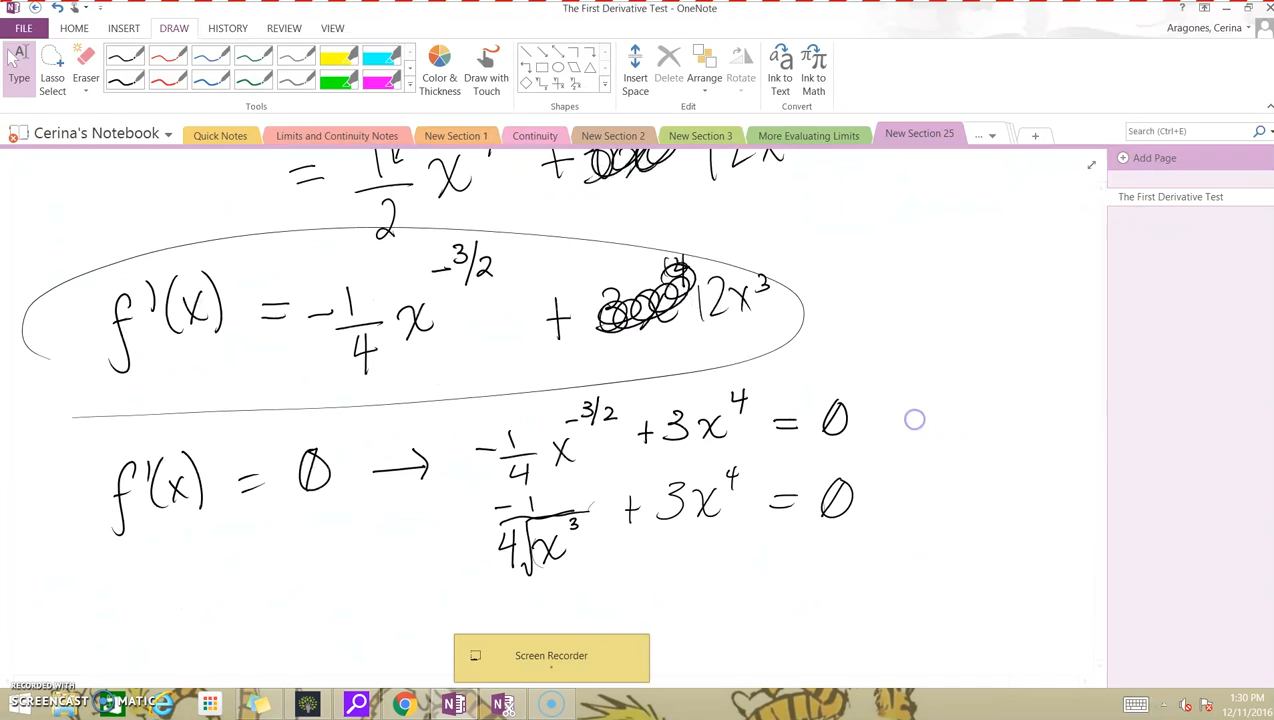 The First Derivative Test - OneNote
FILE HOME INSERT DRAW HISTORY REVIEW VIEW
Aragones, Cerina
Type
Lasso Select
Eraser
Color & Thickness
Draw with Touch
Insert Space
Delete
Arrange
Rotate
Ink to Text
Ink to Math
Tools
Shapes
Edit
Convert
Cerina's Notebook
Quick Notes
Limits and Continuity Notes
New Section 1
Continuity
New Section 2
New Section 3
More Evaluating Limits
New Section 25
...
Search (Ctrl+E)
Add Page
The First Derivative Test
f'(x) = -1/4 x^-3/2 + 12x^3
f'(x) = 0 → -1/4 x^-3/2 + 3x^4 = 0
-1/4√x^3 + 3x^4 = 0
Screen Recorder
RECORDED WITH
SCREENCAST MATIC
1:30 PM
12/11/2016